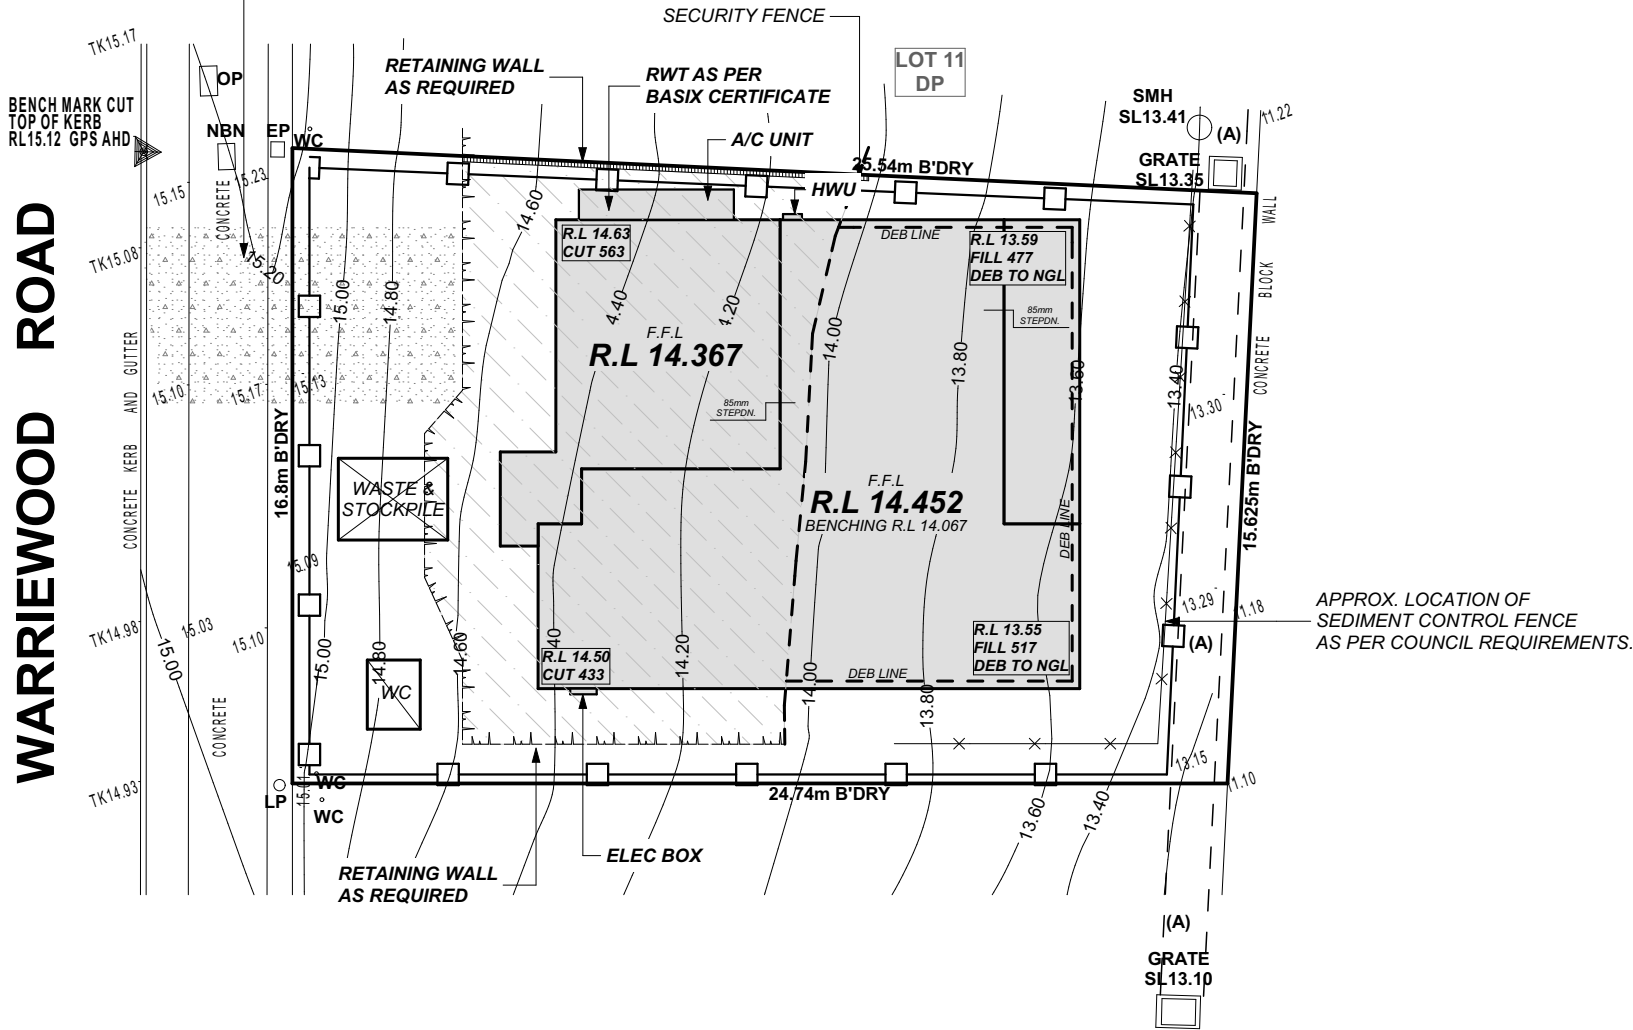 SECURITY FENCE
TK15.17
LOT 11
DP
RETAINING WALL
AS REQUIRED
RWT AS PER
BASIX CERTIFICATE
OP
SMH
SL13.41
BENCH MARK CUT
TOP OF KERB
RL15.12 GPS AHD
11.22
NBN
EP
WC
A/C UNIT
(A)
GRATE
SL13.35
25.54m B'DRY
HWU
15.15
15.23
CONCRETE
14.60
WALL
R.L 14.63
CUT 563
DEB LINE
R.L 13.59
FILL 477
DEB TO NGL
TK15.08
15.20
BLOCK
15.00
14.80
4.40
4.20
85mm
STEPDN.
14.00
F.F.L
R.L 14.367
13.80
13.60
13.40
CONCRETE
WARRIEWOOD ROAD
CONCRETE KERB AND GUTTER
15.10
15.17
15.13
85mm
STEPDN.
13.30
16.8m B'DRY
15.625m B'DRY
WASTE &
STOCKPILE
F.F.L
R.L 14.452
BENCHING R.L 14.067
DEB LINE
15.09
APPROX. LOCATION OF
SEDIMENT CONTROL FENCE
AS PER COUNCIL REQUIREMENTS.
13.29
11.18
TK14.98
15.03
15.10
15.00
15.00
14.80
14.60
.40
14.20
14.00
R.L 13.55
FILL 517
DEB TO NGL
(A)
R.L 14.50
CUT 433
DEB LINE
WC
13.80
CONCRETE
13.15
11.10
TK14.93
LP
15.01
WC
WC
24.74m B'DRY
13.60
13.40
ELEC BOX
RETAINING WALL
AS REQUIRED
(A)
GRATE
SL13.10